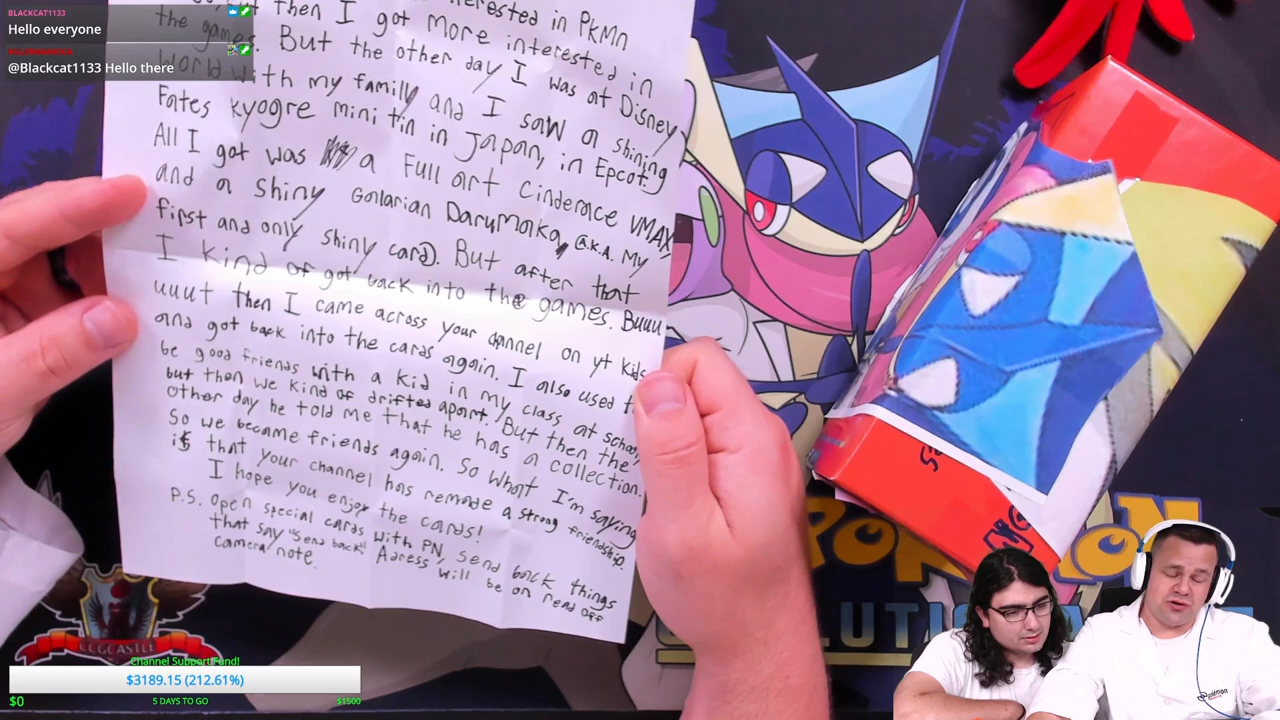 BLACKCAT1133
Hello everyone
@Blackcat1133 Hello there
interested in PKMN
then I got more interested in
the games. But the other day I was at Disney
World with my family and I saw a shining
Fates kyogre mini tin in Japan, in Epcot.
All I got was a Full art Cinderace VMAX
and a shiny Galarian Darumaka, (A.K.A. My
first and only shiny card). But after that
I kind of got back into the games. Buuu
uuut then I came across your channel on yt kids
and got back into the cards again. I also used to
be good friends with a kid in my class at school,
but then we kind of drifted apart. But then the
other day he told me that he has a collection.
So we became friends again. So what I'm saying
is that your channel has remade a strong friendship.
I hope you enjoy the cards!
P.S. Open special cards with PN, Send back things
that say "Send back" Adress will be on read off
camera note.
POKÉMON
EVOLUTIONARIES
CCGCASTLE
Channel Support Fund!
$3189.15 (212.61%)
$0
5 DAYS TO GO
$1500